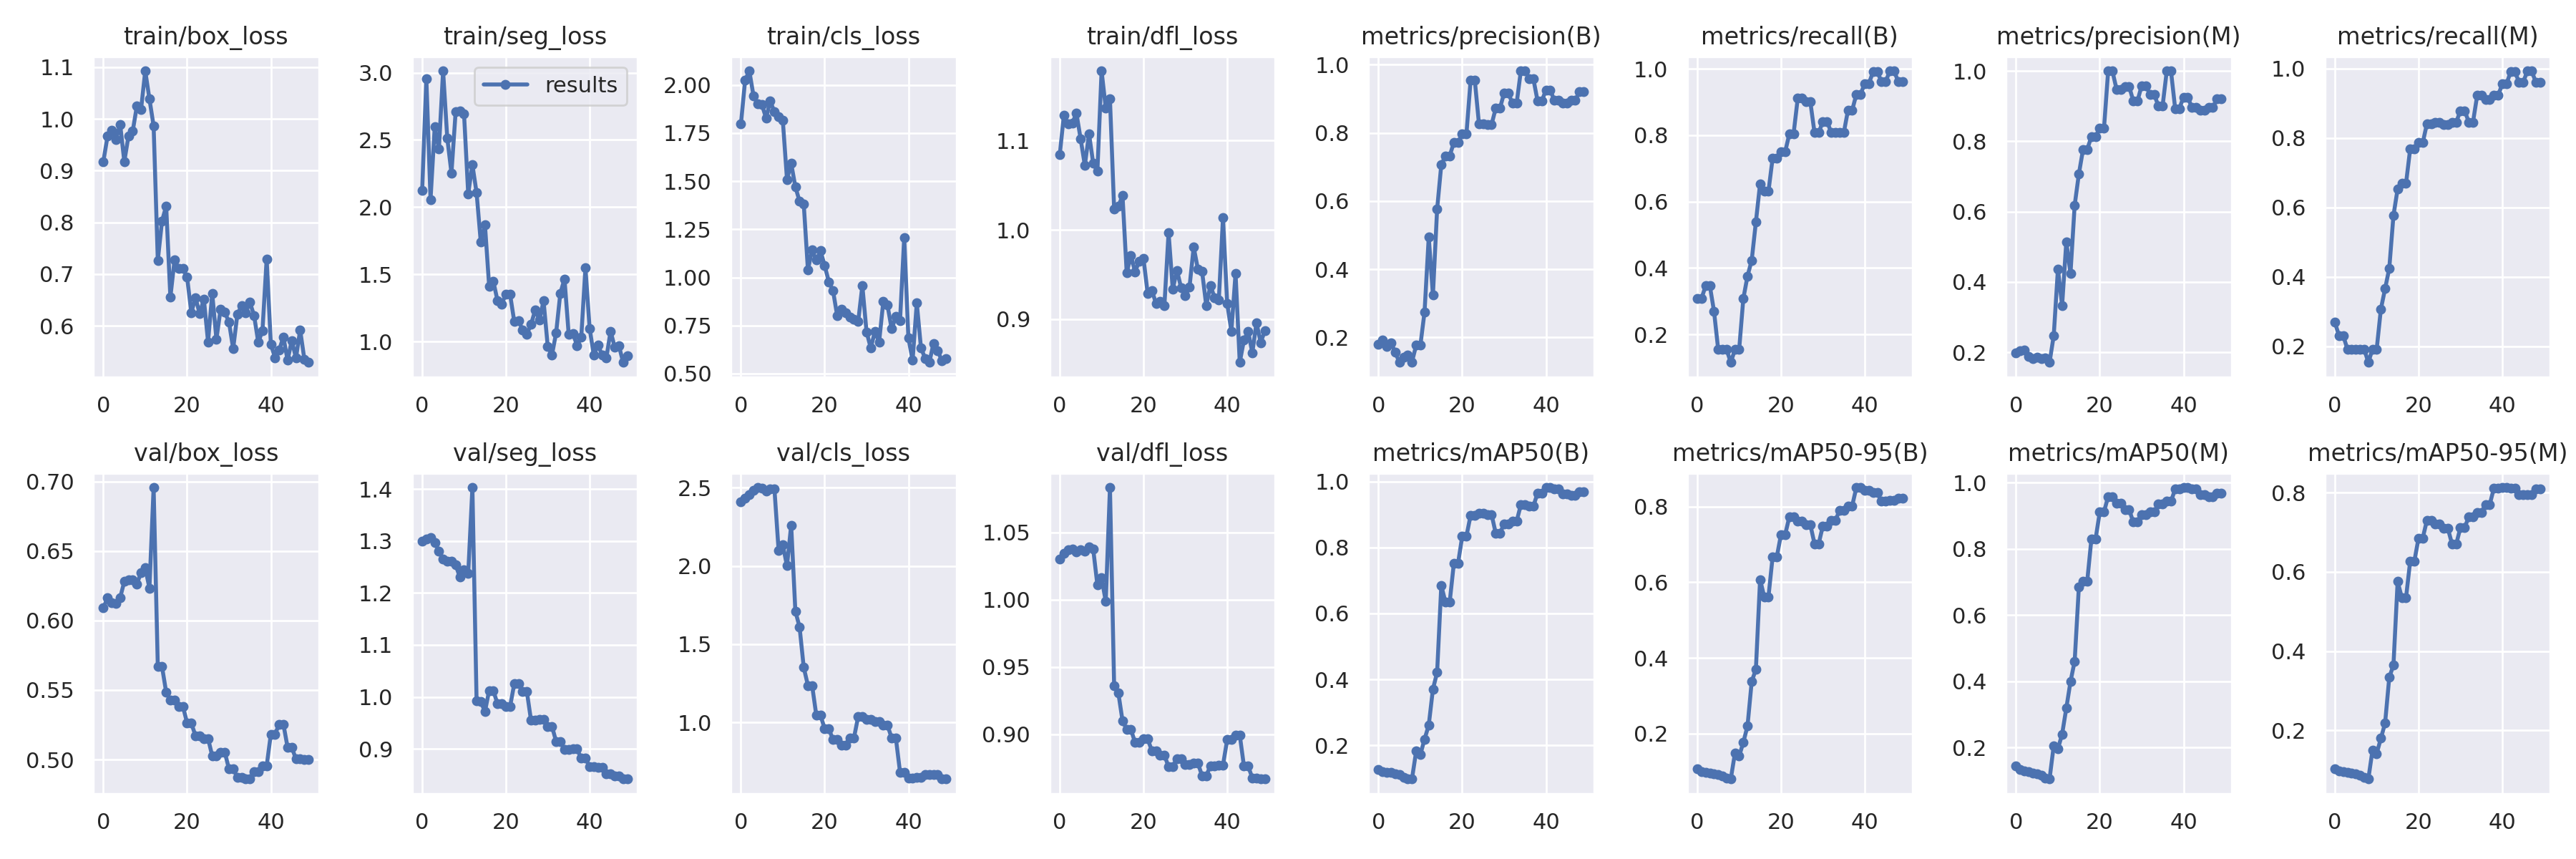 train/box_loss
1.1
1.0
0.9
0.8
0.7
0.6
0 20 40
train/seg_loss
results
3.0
2.5
2.0
1.5
1.0
0 20 40
train/cls_loss
2.00
1.75
1.50
1.25
1.00
0.75
0.50
0 20 40
train/dfl_loss
1.1
1.0
0.9
0 20 40
metrics/precision(B)
1.0
0.8
0.6
0.4
0.2
0 20 40
metrics/recall(B)
1.0
0.8
0.6
0.4
0.2
0 20 40
metrics/precision(M)
1.0
0.8
0.6
0.4
0.2
0 20 40
metrics/recall(M)
1.0
0.8
0.6
0.4
0.2
0 20 40
val/box_loss
0.70
0.65
0.60
0.55
0.50
0 20 40
val/seg_loss
1.4
1.3
1.2
1.1
1.0
0.9
0 20 40
val/cls_loss
2.5
2.0
1.5
1.0
0 20 40
val/dfl_loss
1.05
1.00
0.95
0.90
0 20 40
metrics/mAP50(B)
1.0
0.8
0.6
0.4
0.2
0 20 40
metrics/mAP50-95(B)
0.8
0.6
0.4
0.2
0 20 40
metrics/mAP50(M)
1.0
0.8
0.6
0.4
0.2
0 20 40
metrics/mAP50-95(M)
0.8
0.6
0.4
0.2
0 20 40